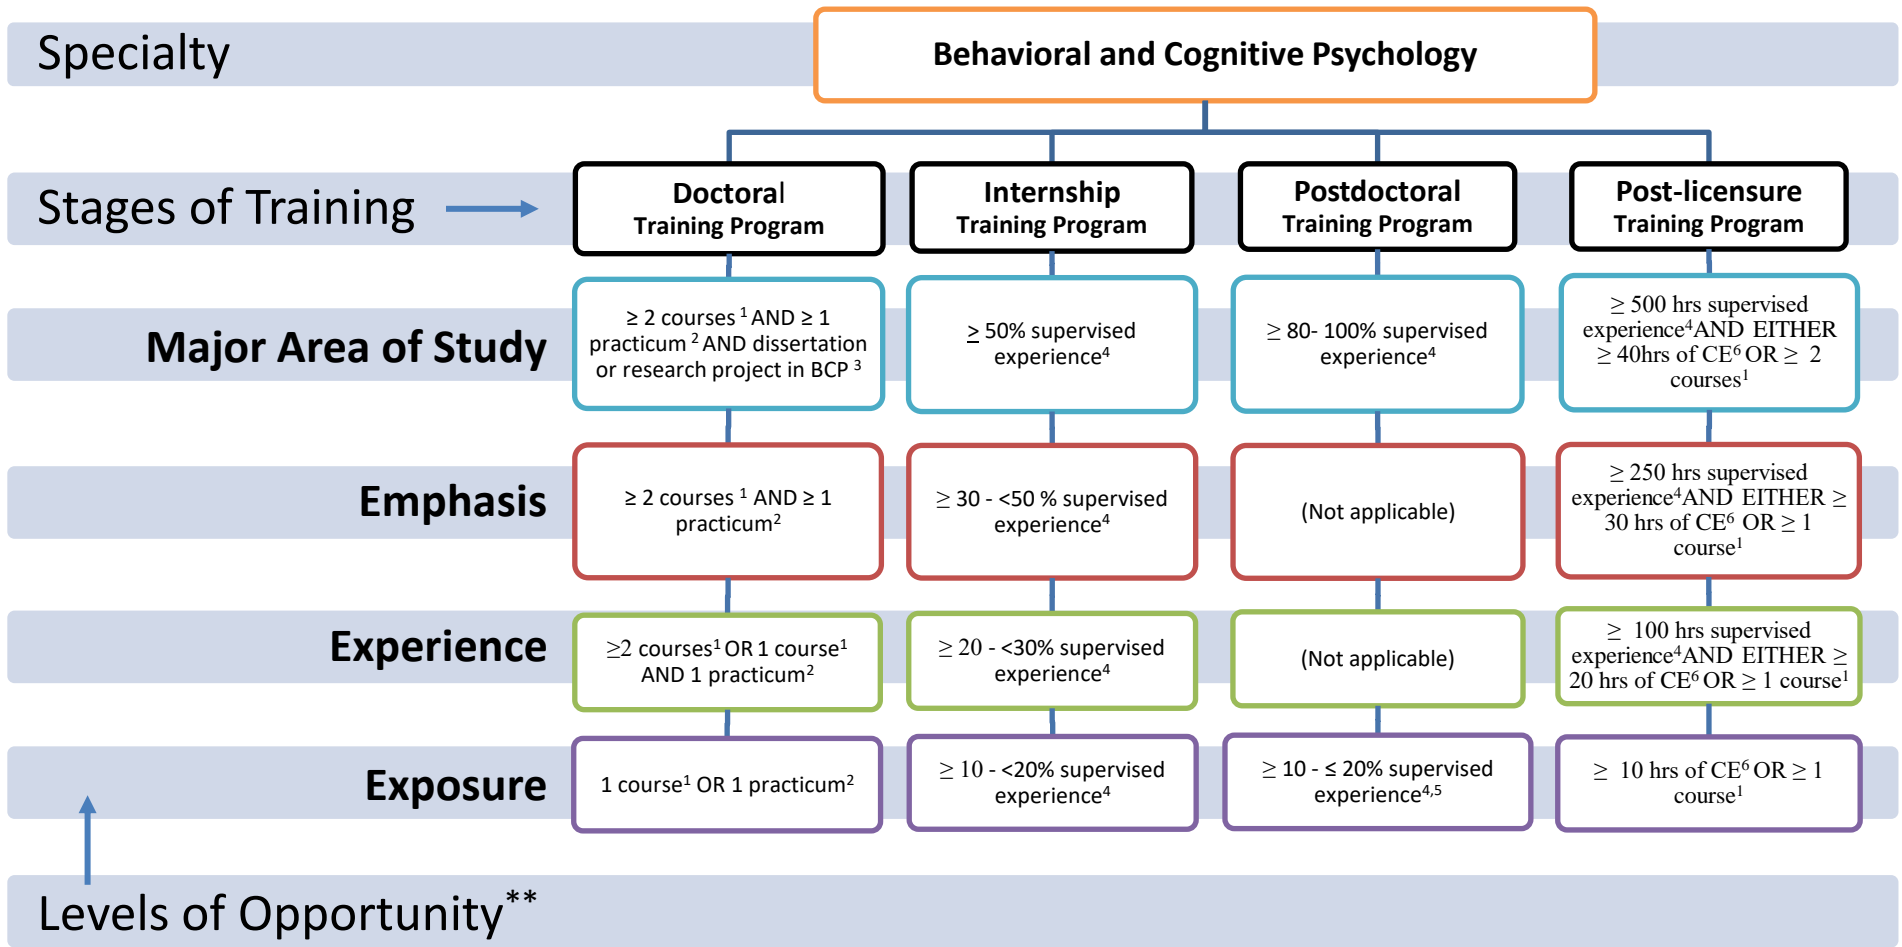 Specialty
Behavioral and Cognitive Psychology
Stages of Training
Doctoral
Training Program
Internship
Training Program
Postdoctoral
Training Program
Post-licensure
Training Program
Major Area of Study
≥ 2 courses ¹ AND ≥ 1
practicum ² AND dissertation
or research project in BCP ³
≥ 50% supervised
experience⁴
≥ 80- 100% supervised
experience⁴
≥ 500 hrs supervised
experience⁴AND EITHER
≥ 40hrs of CE⁶ OR ≥ 2
courses¹
Emphasis
≥ 2 courses ¹ AND ≥ 1
practicum²
≥ 30 - <50 % supervised
experience⁴
(Not applicable)
≥ 250 hrs supervised
experience⁴AND EITHER ≥
30 hrs of CE⁶ OR ≥ 1
course¹
Experience
≥2 courses¹ OR 1 course¹
AND 1 practicum²
≥ 20 - <30% supervised
experience⁴
(Not applicable)
≥ 100 hrs supervised
experience⁴AND EITHER ≥
20 hrs of CE⁶ OR ≥ 1 course¹
Exposure
1 course¹ OR 1 practicum²
≥ 10 - <20% supervised
experience⁴
≥ 10 - ≤ 20% supervised
experience⁴,⁵
≥ 10 hrs of CE⁶ OR ≥ 1
course¹
Levels of Opportunity**